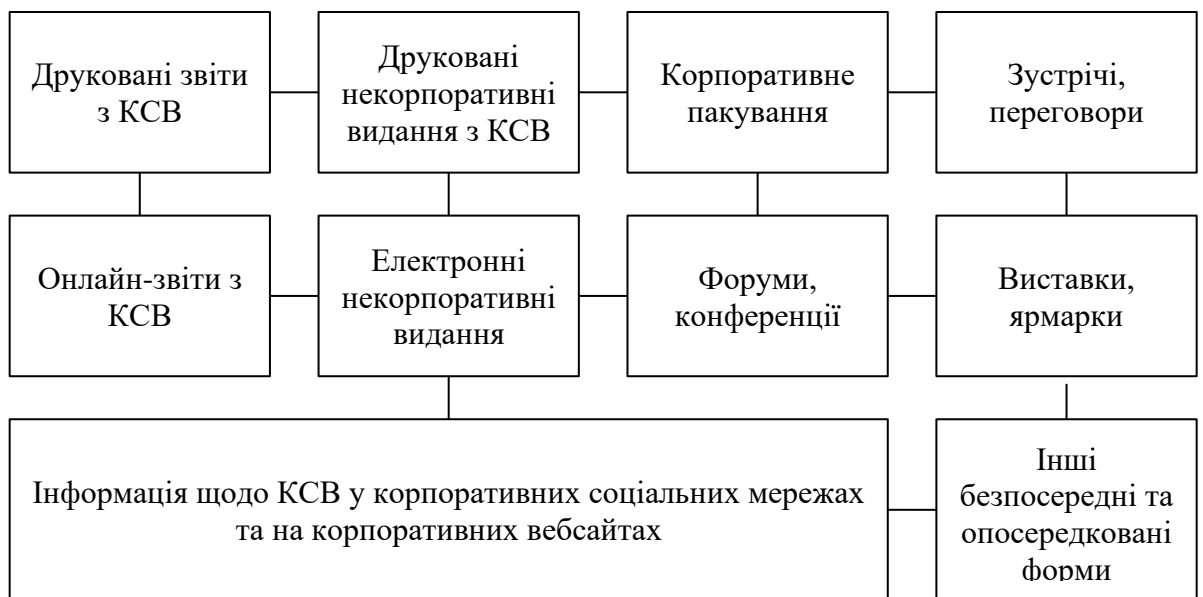 Друковані звіти
з КСВ
Друковані
некорпоративні
видання з КСВ
Корпоративне
пакування
Зустрічі,
переговори
Онлайн-звіти з
КСВ
Електронні
некорпоративні
видання
Форуми,
конференції
Виставки,
ярмарки
Інформація щодо КСВ у корпоративних соціальних мережах
та на корпоративних вебсайтах
Інші
безпосередні та
опосередковані
форми